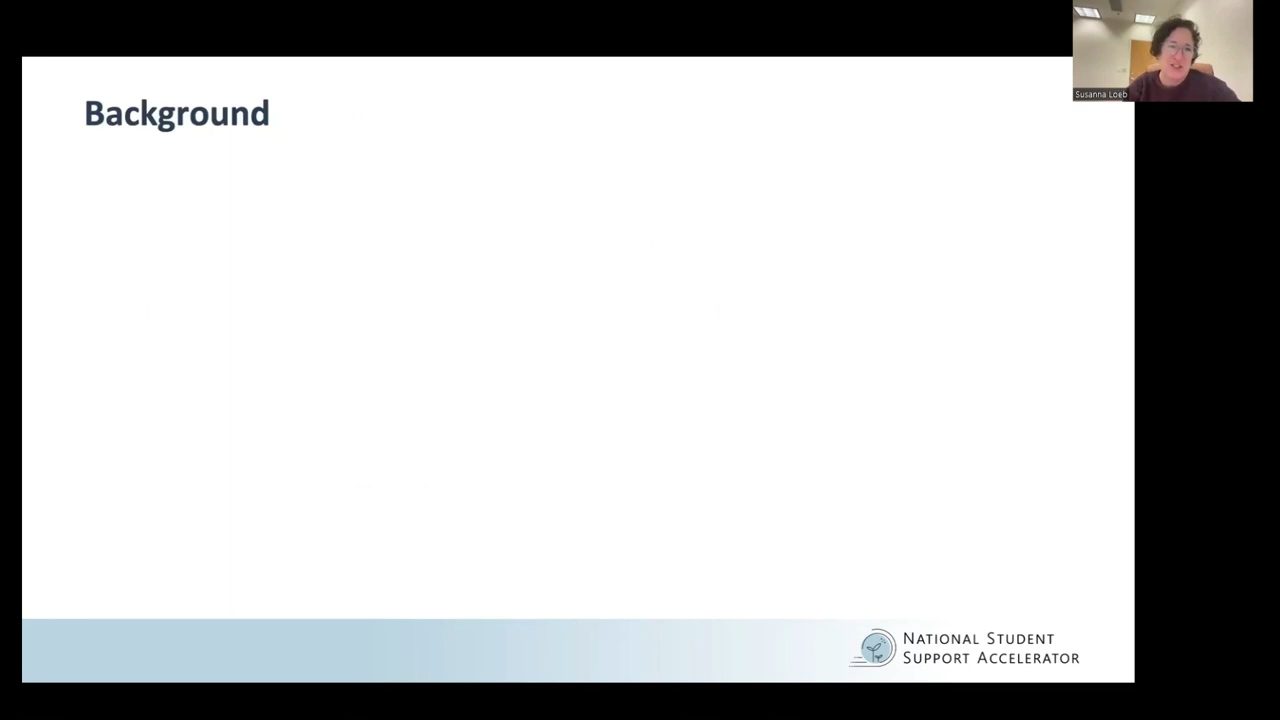 Susanna Loeb
Background
NATIONAL STUDENT
SUPPORT ACCELERATOR